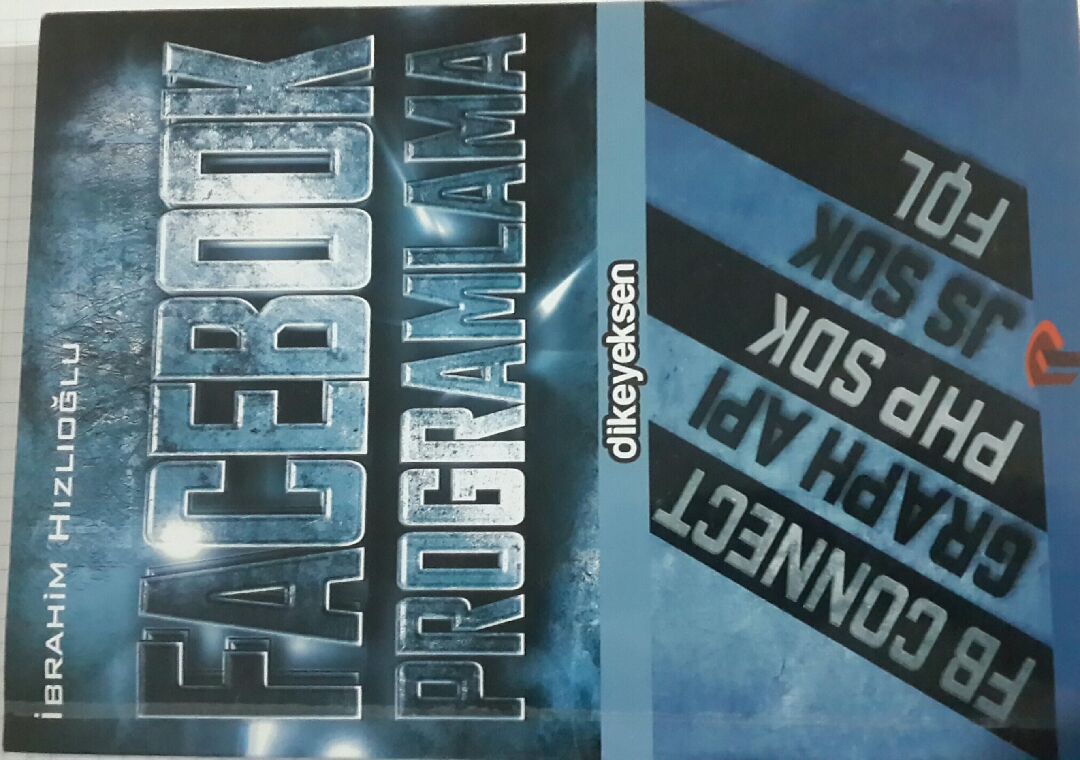 İBRAHİM HIZLIOĞLU
FACEBOOK
PROGRAMLAMA
dikeyeksen
FQL
JS SDK
PHP SDK
GRAPH API
FB CONNECT